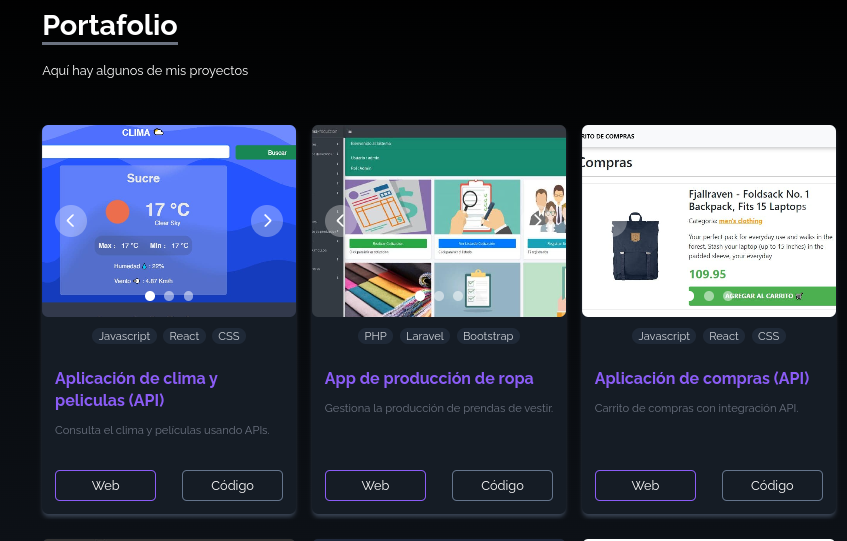 Portafolio
Aquí hay algunos de mis proyectos
CLIMA
Buscar
Sucre
17 °C
Clear Sky
Max : 17 °C Min : 17 °C
Humedad : 22%
Viento : 4.87 Km/h
Javascript React CSS
Aplicación de clima y
peliculas (API)
Consulta el clima y películas usando APIs.
Web Código
PHP Laravel Bootstrap
App de producción de ropa
Gestiona la producción de prendas de vestir.
Web Código
RITO DE COMPRAS
Compras
Fjallraven - Foldsack No. 1
Backpack, Fits 15 Laptops
Categoria: men's clothing
Your perfect pack for everyday use and walks in the
forest. Stash your laptop (up to 15 inches) in the
padded sleeve, your everyday
109.95
AGREGAR AL CARRITO
Javascript React CSS
Aplicación de compras (API)
Carrito de compras con integración API.
Web Código